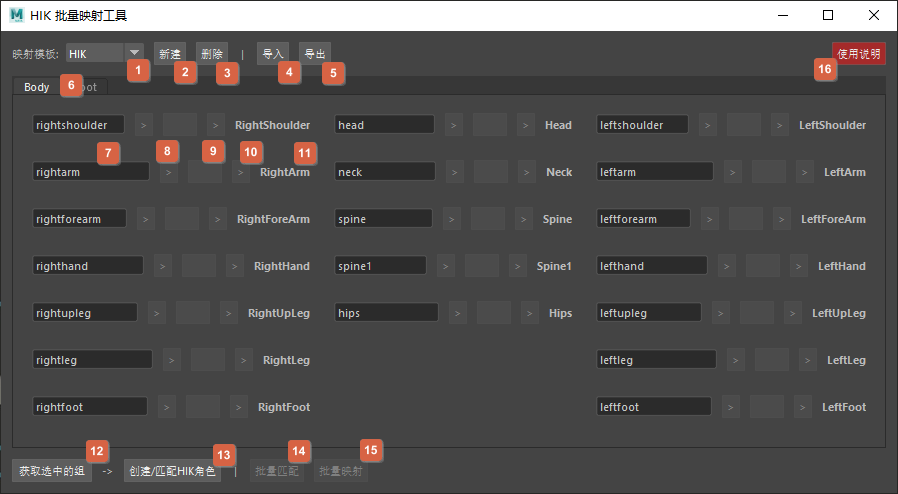 HIK 批量映射工具
映射模板: HIK 新建 删除 | 导入 导出 使用说明
1 2 3 4 5 16
Body 6 oot
rightshoulder > > RightShoulder head > > Head leftshoulder > > LeftShoulder
7 8 9 10 11
rightarm > > RightArm neck > > Neck leftarm > > LeftArm
rightforearm > > RightForeArm spine > > Spine leftforearm > > LeftForeArm
righthand > > RightHand spine1 > > Spine1 lefthand > > LeftHand
rightupleg > > RightUpLeg hips > > Hips leftupleg > > LeftUpLeg
rightleg > > RightLeg leftleg > > LeftLeg
rightfoot > > RightFoot leftfoot > > LeftFoot
12 13 14 15
获取选中的组 -> 创建/匹配HIK角色 | 批量匹配 批量映射